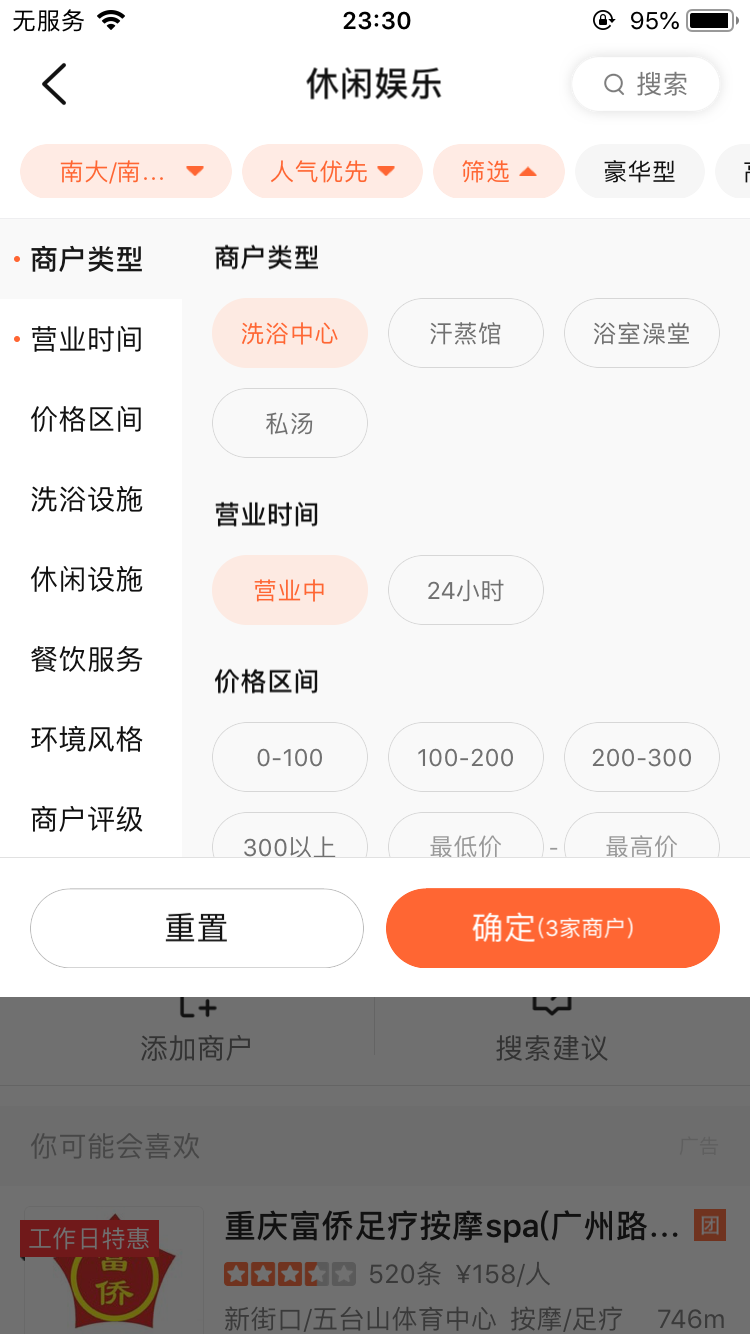 无服务 23:30 95%
休闲娱乐 搜索
南大/南... 人气优先 筛选 豪华型
商户类型
营业时间
价格区间
洗浴设施
休闲设施
餐饮服务
环境风格
商户评级
商户类型
洗浴中心 汗蒸馆 浴室澡堂
私汤
营业时间
营业中 24小时
价格区间
0-100 100-200 200-300
300以上 最低价 - 最高价
重置 确定(3家商户)
添加商户 搜索建议
你可能会喜欢 广告
工作日特惠
富
侨
重庆富侨足疗按摩spa(广州路... 团
520条 ¥158/人
新街口/五台山体育中心 按摩/足疗 746m